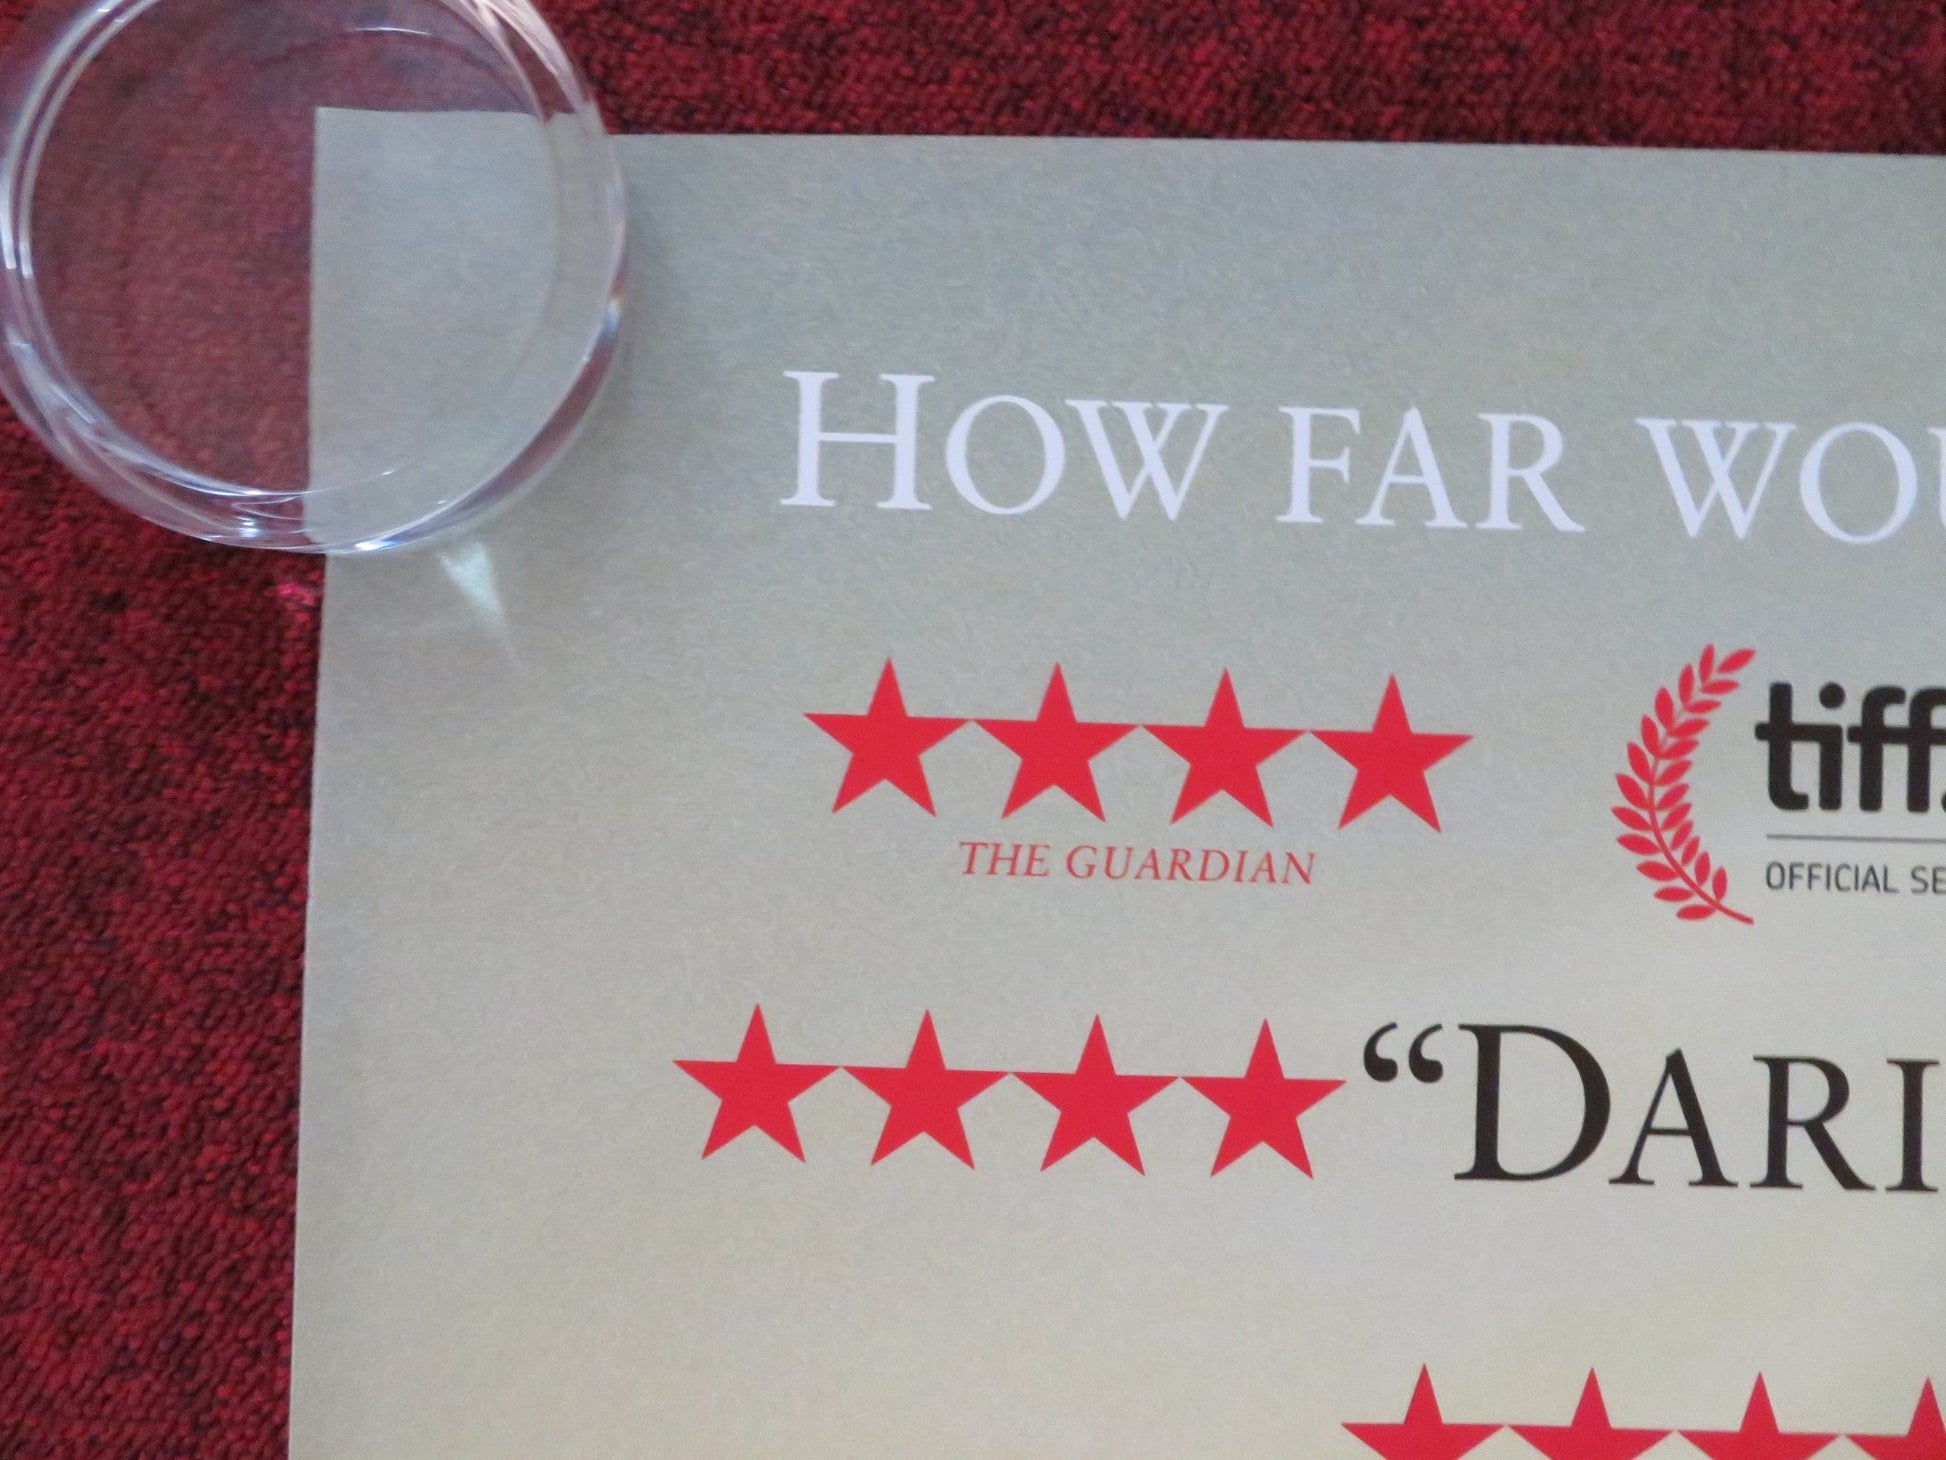 HOW FAR WOU
tiff.
THE GUARDIAN
OFFICIAL SE
“DARI